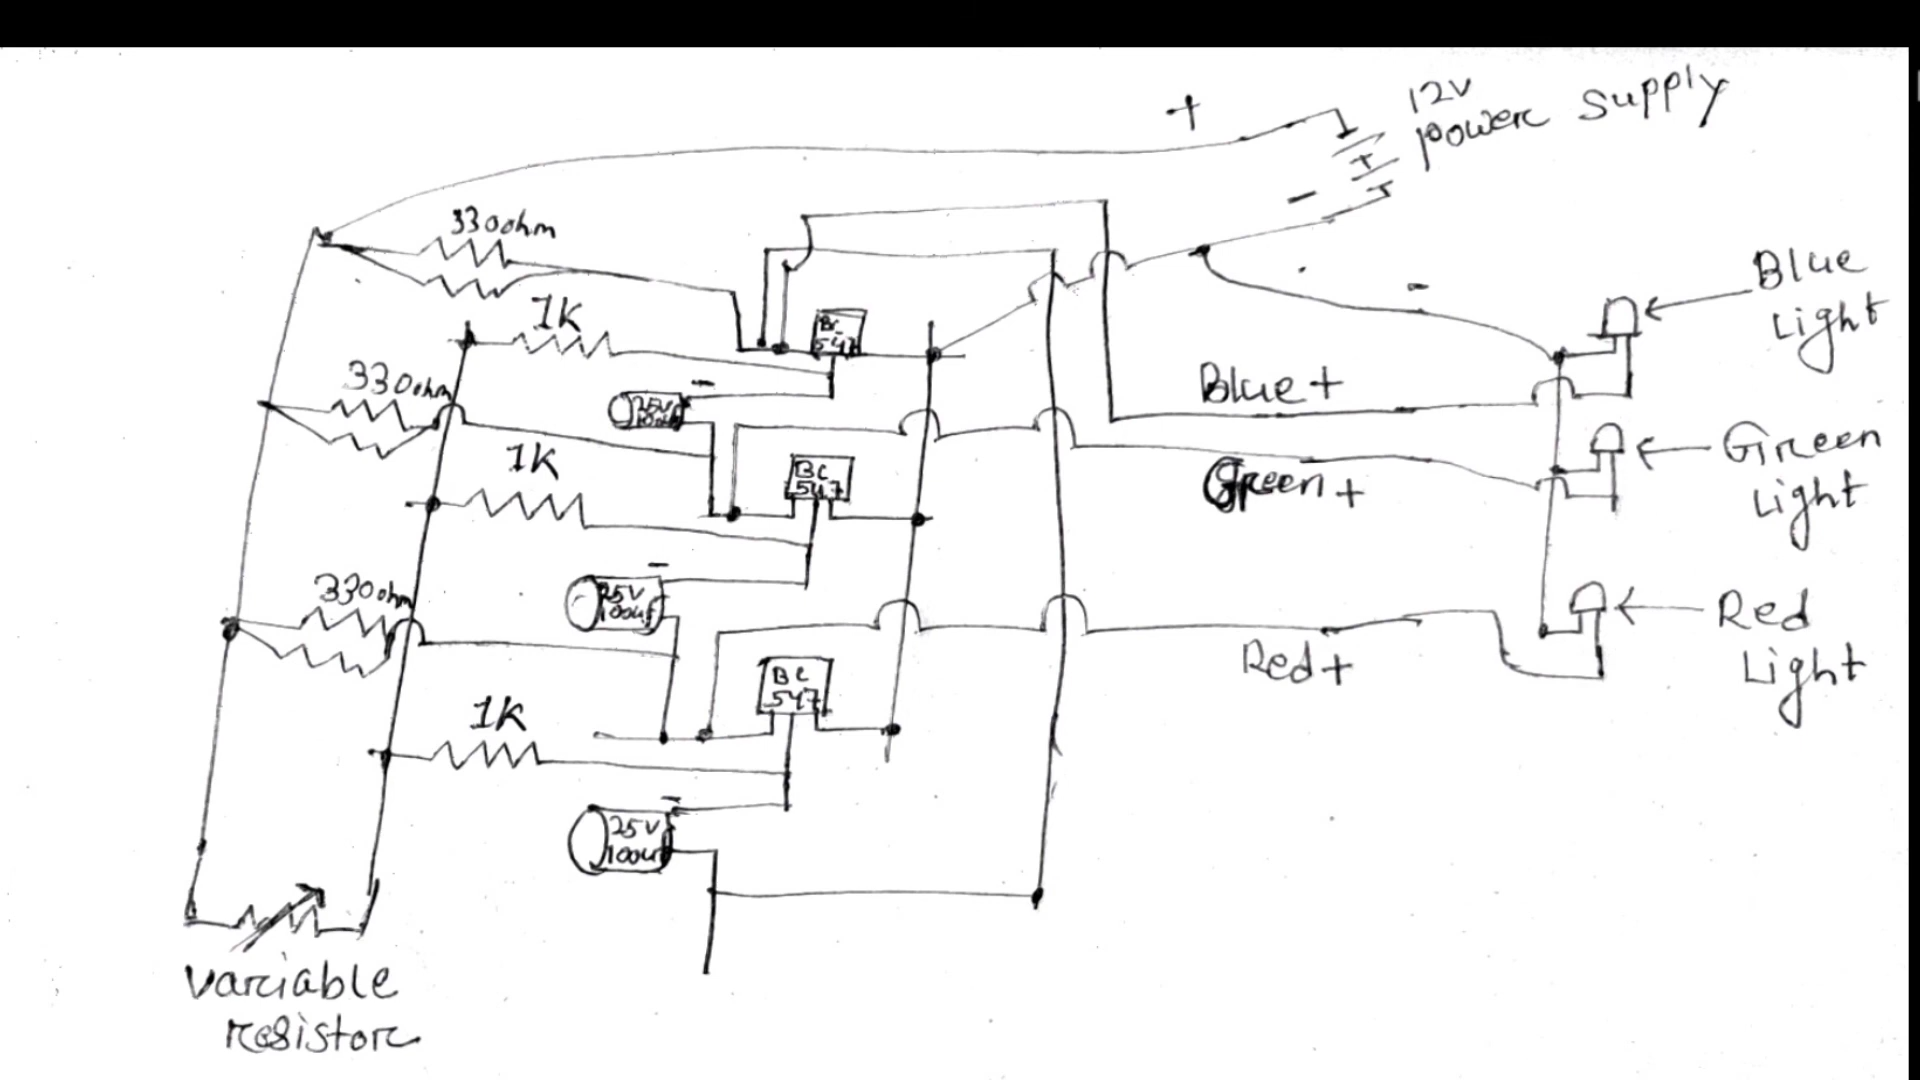 +
12V
power supply
-
330ohm
1K
BC
547
Blue
Light
-
330ohm
-
25V
Blue+
1K
BC
547
Green
Light
Green+
330ohm
-
25V
100uf
Red
Light
Red+
BC
547
1K
-
25V
100uf
variable
resistor